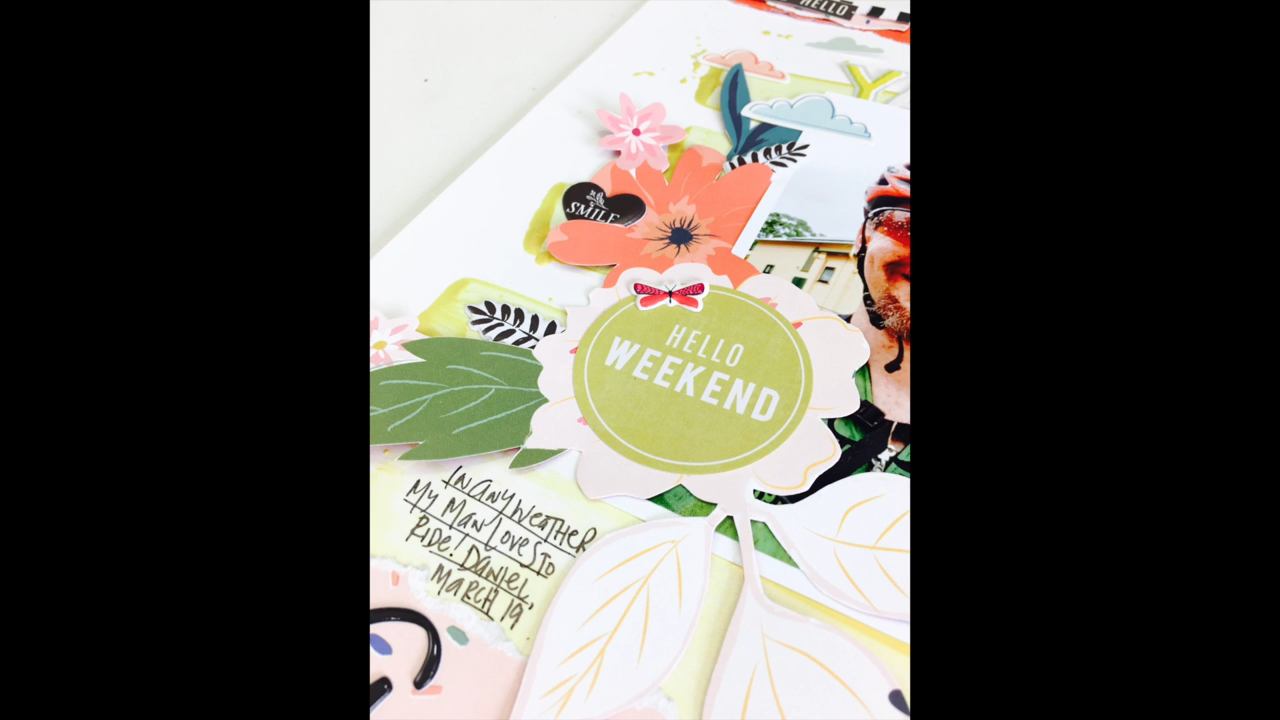 HELLO
SMILE
HELLO
WEEKEND
IN ANY WEATHER
MY MAN LOVES TO
RIDE! DANIEL,
MARCH 19